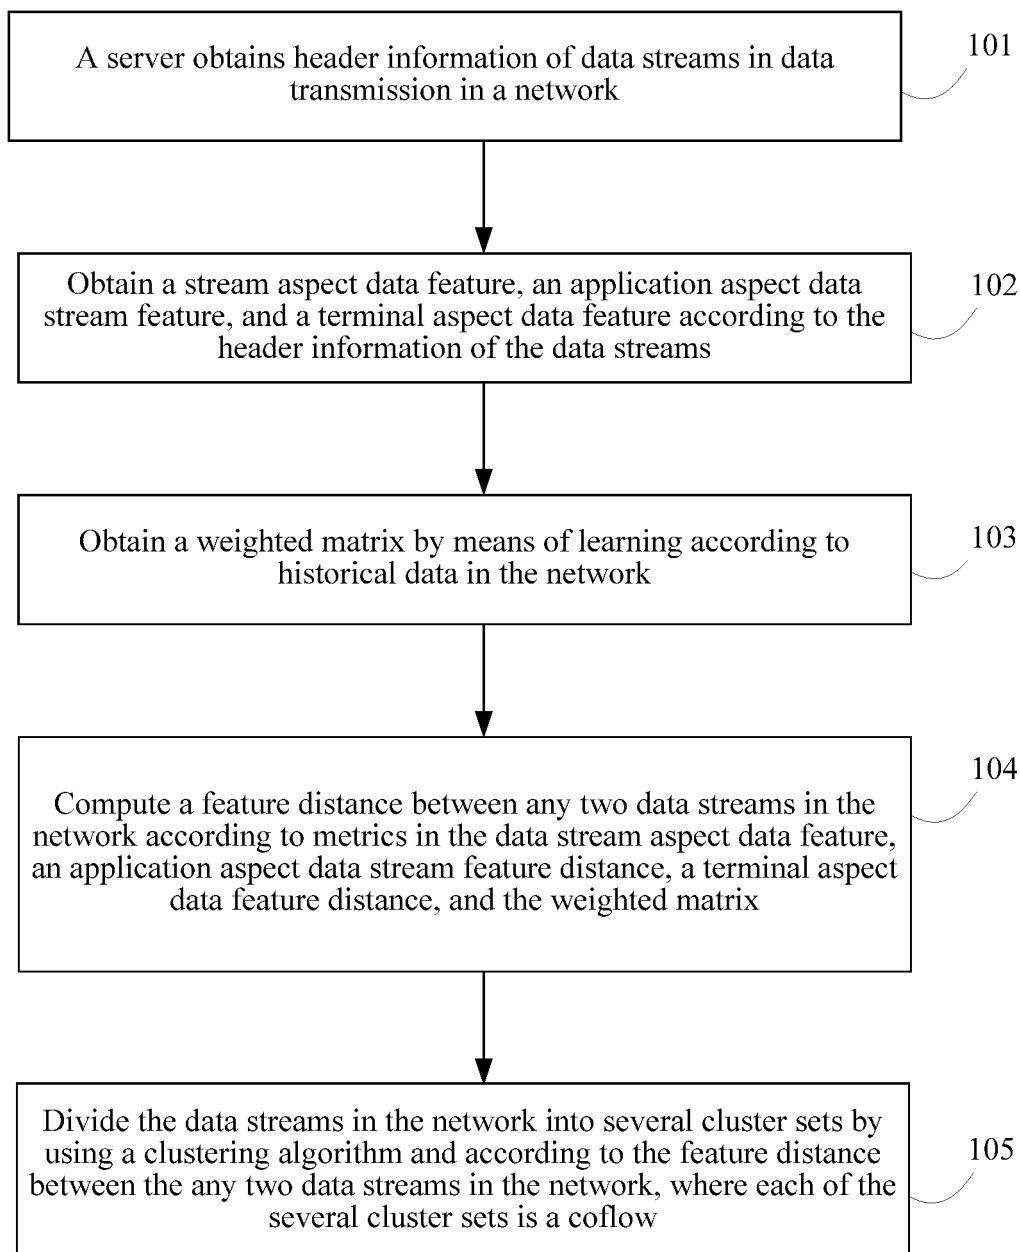 A server obtains header information of data streams in data
transmission in a network
101
Obtain a stream aspect data feature, an application aspect data
stream feature, and a terminal aspect data feature according to the
header information of the data streams
102
Obtain a weighted matrix by means of learning according to
historical data in the network
103
Compute a feature distance between any two data streams in the
network according to metrics in the data stream aspect data feature,
an application aspect data stream feature distance, a terminal aspect
data feature distance, and the weighted matrix
104
Divide the data streams in the network into several cluster sets by
using a clustering algorithm and according to the feature distance
between the any two data streams in the network, where each of the
several cluster sets is a coflow
105